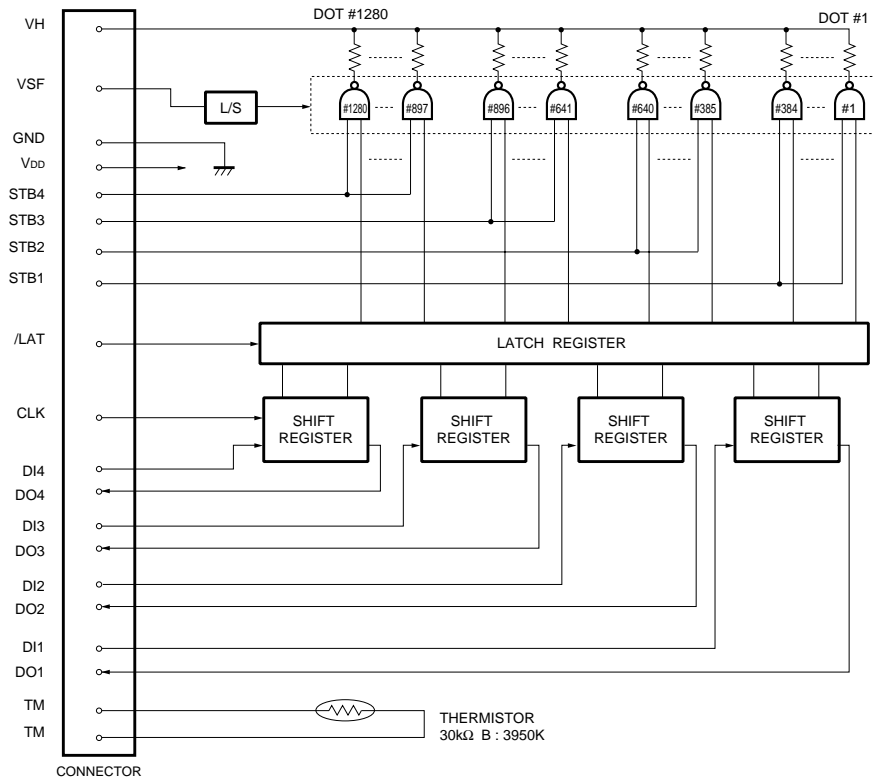 DOT #1280
DOT #1
VH
VSF
L/S
#1280
#897
#896
#641
#640
#385
#384
#1
GND
VDD
STB4
STB3
STB2
STB1
/LAT
LATCH REGISTER
CLK
SHIFT
REGISTER
SHIFT
REGISTER
SHIFT
REGISTER
SHIFT
REGISTER
DI4
DO4
DI3
DO3
DI2
DO2
DI1
DO1
TM
TM
THERMISTOR
30kΩ B : 3950K
CONNECTOR